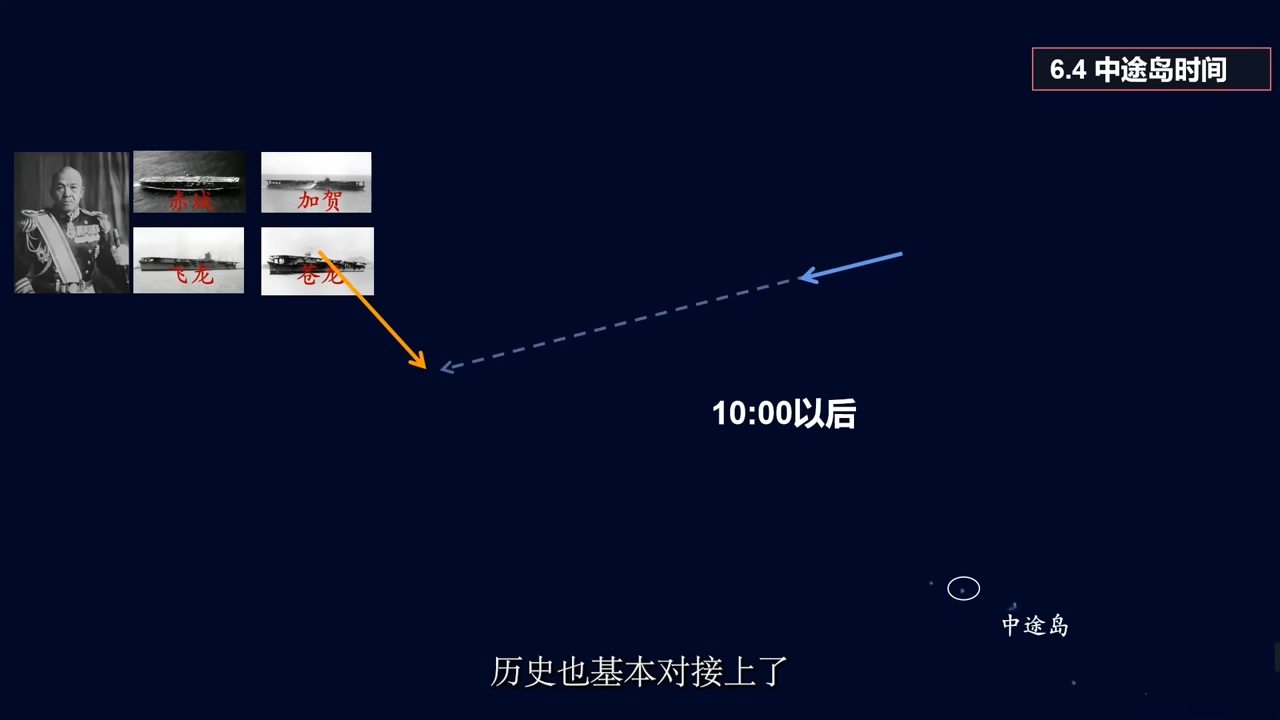 6.4 中途岛时间
赤城
加贺
飞龙
苍龙
10:00以后
中途岛
历史也基本对接上了